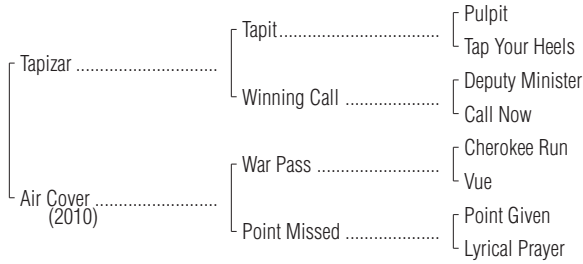 Pulpit
Tapit
Tap Your Heels
Tapizar
Deputy Minister
Winning Call
Call Now
Cherokee Run
War Pass
Vue
Air Cover
(2010)
Point Given
Point Missed
Lyrical Prayer